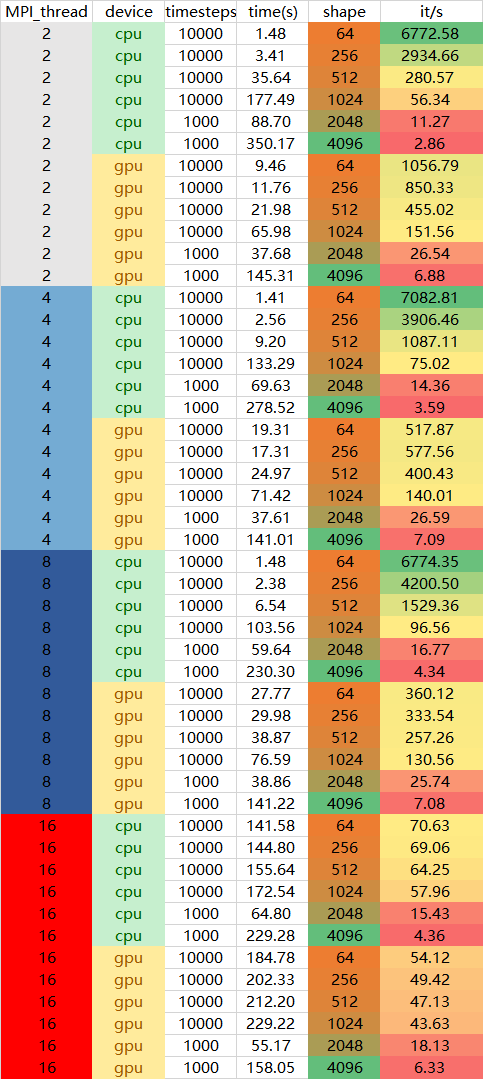 MPI_thread device timesteps time(s) shape it/s
2 cpu 10000 1.48 64 6772.58
2 cpu 10000 3.41 256 2934.66
2 cpu 10000 35.64 512 280.57
2 cpu 10000 177.49 1024 56.34
2 cpu 1000 88.70 2048 11.27
2 cpu 1000 350.17 4096 2.86
2 gpu 10000 9.46 64 1056.79
2 gpu 10000 11.76 256 850.33
2 gpu 10000 21.98 512 455.02
2 gpu 10000 65.98 1024 151.56
2 gpu 1000 37.68 2048 26.54
2 gpu 1000 145.31 4096 6.88
4 cpu 10000 1.41 64 7082.81
4 cpu 10000 2.56 256 3906.46
4 cpu 10000 9.20 512 1087.11
4 cpu 10000 133.29 1024 75.02
4 cpu 1000 69.63 2048 14.36
4 cpu 1000 278.52 4096 3.59
4 gpu 10000 19.31 64 517.87
4 gpu 10000 17.31 256 577.56
4 gpu 10000 24.97 512 400.43
4 gpu 10000 71.42 1024 140.01
4 gpu 1000 37.61 2048 26.59
4 gpu 1000 141.01 4096 7.09
8 cpu 10000 1.48 64 6774.35
8 cpu 10000 2.38 256 4200.50
8 cpu 10000 6.54 512 1529.36
8 cpu 10000 103.56 1024 96.56
8 cpu 1000 59.64 2048 16.77
8 cpu 1000 230.30 4096 4.34
8 gpu 10000 27.77 64 360.12
8 gpu 10000 29.98 256 333.54
8 gpu 10000 38.87 512 257.26
8 gpu 10000 76.59 1024 130.56
8 gpu 1000 38.86 2048 25.74
8 gpu 1000 141.22 4096 7.08
16 cpu 10000 141.58 64 70.63
16 cpu 10000 144.80 256 69.06
16 cpu 10000 155.64 512 64.25
16 cpu 10000 172.54 1024 57.96
16 cpu 1000 64.80 2048 15.43
16 cpu 1000 229.28 4096 4.36
16 gpu 10000 184.78 64 54.12
16 gpu 10000 202.33 256 49.42
16 gpu 10000 212.20 512 47.13
16 gpu 10000 229.22 1024 43.63
16 gpu 1000 55.17 2048 18.13
16 gpu 1000 158.05 4096 6.33